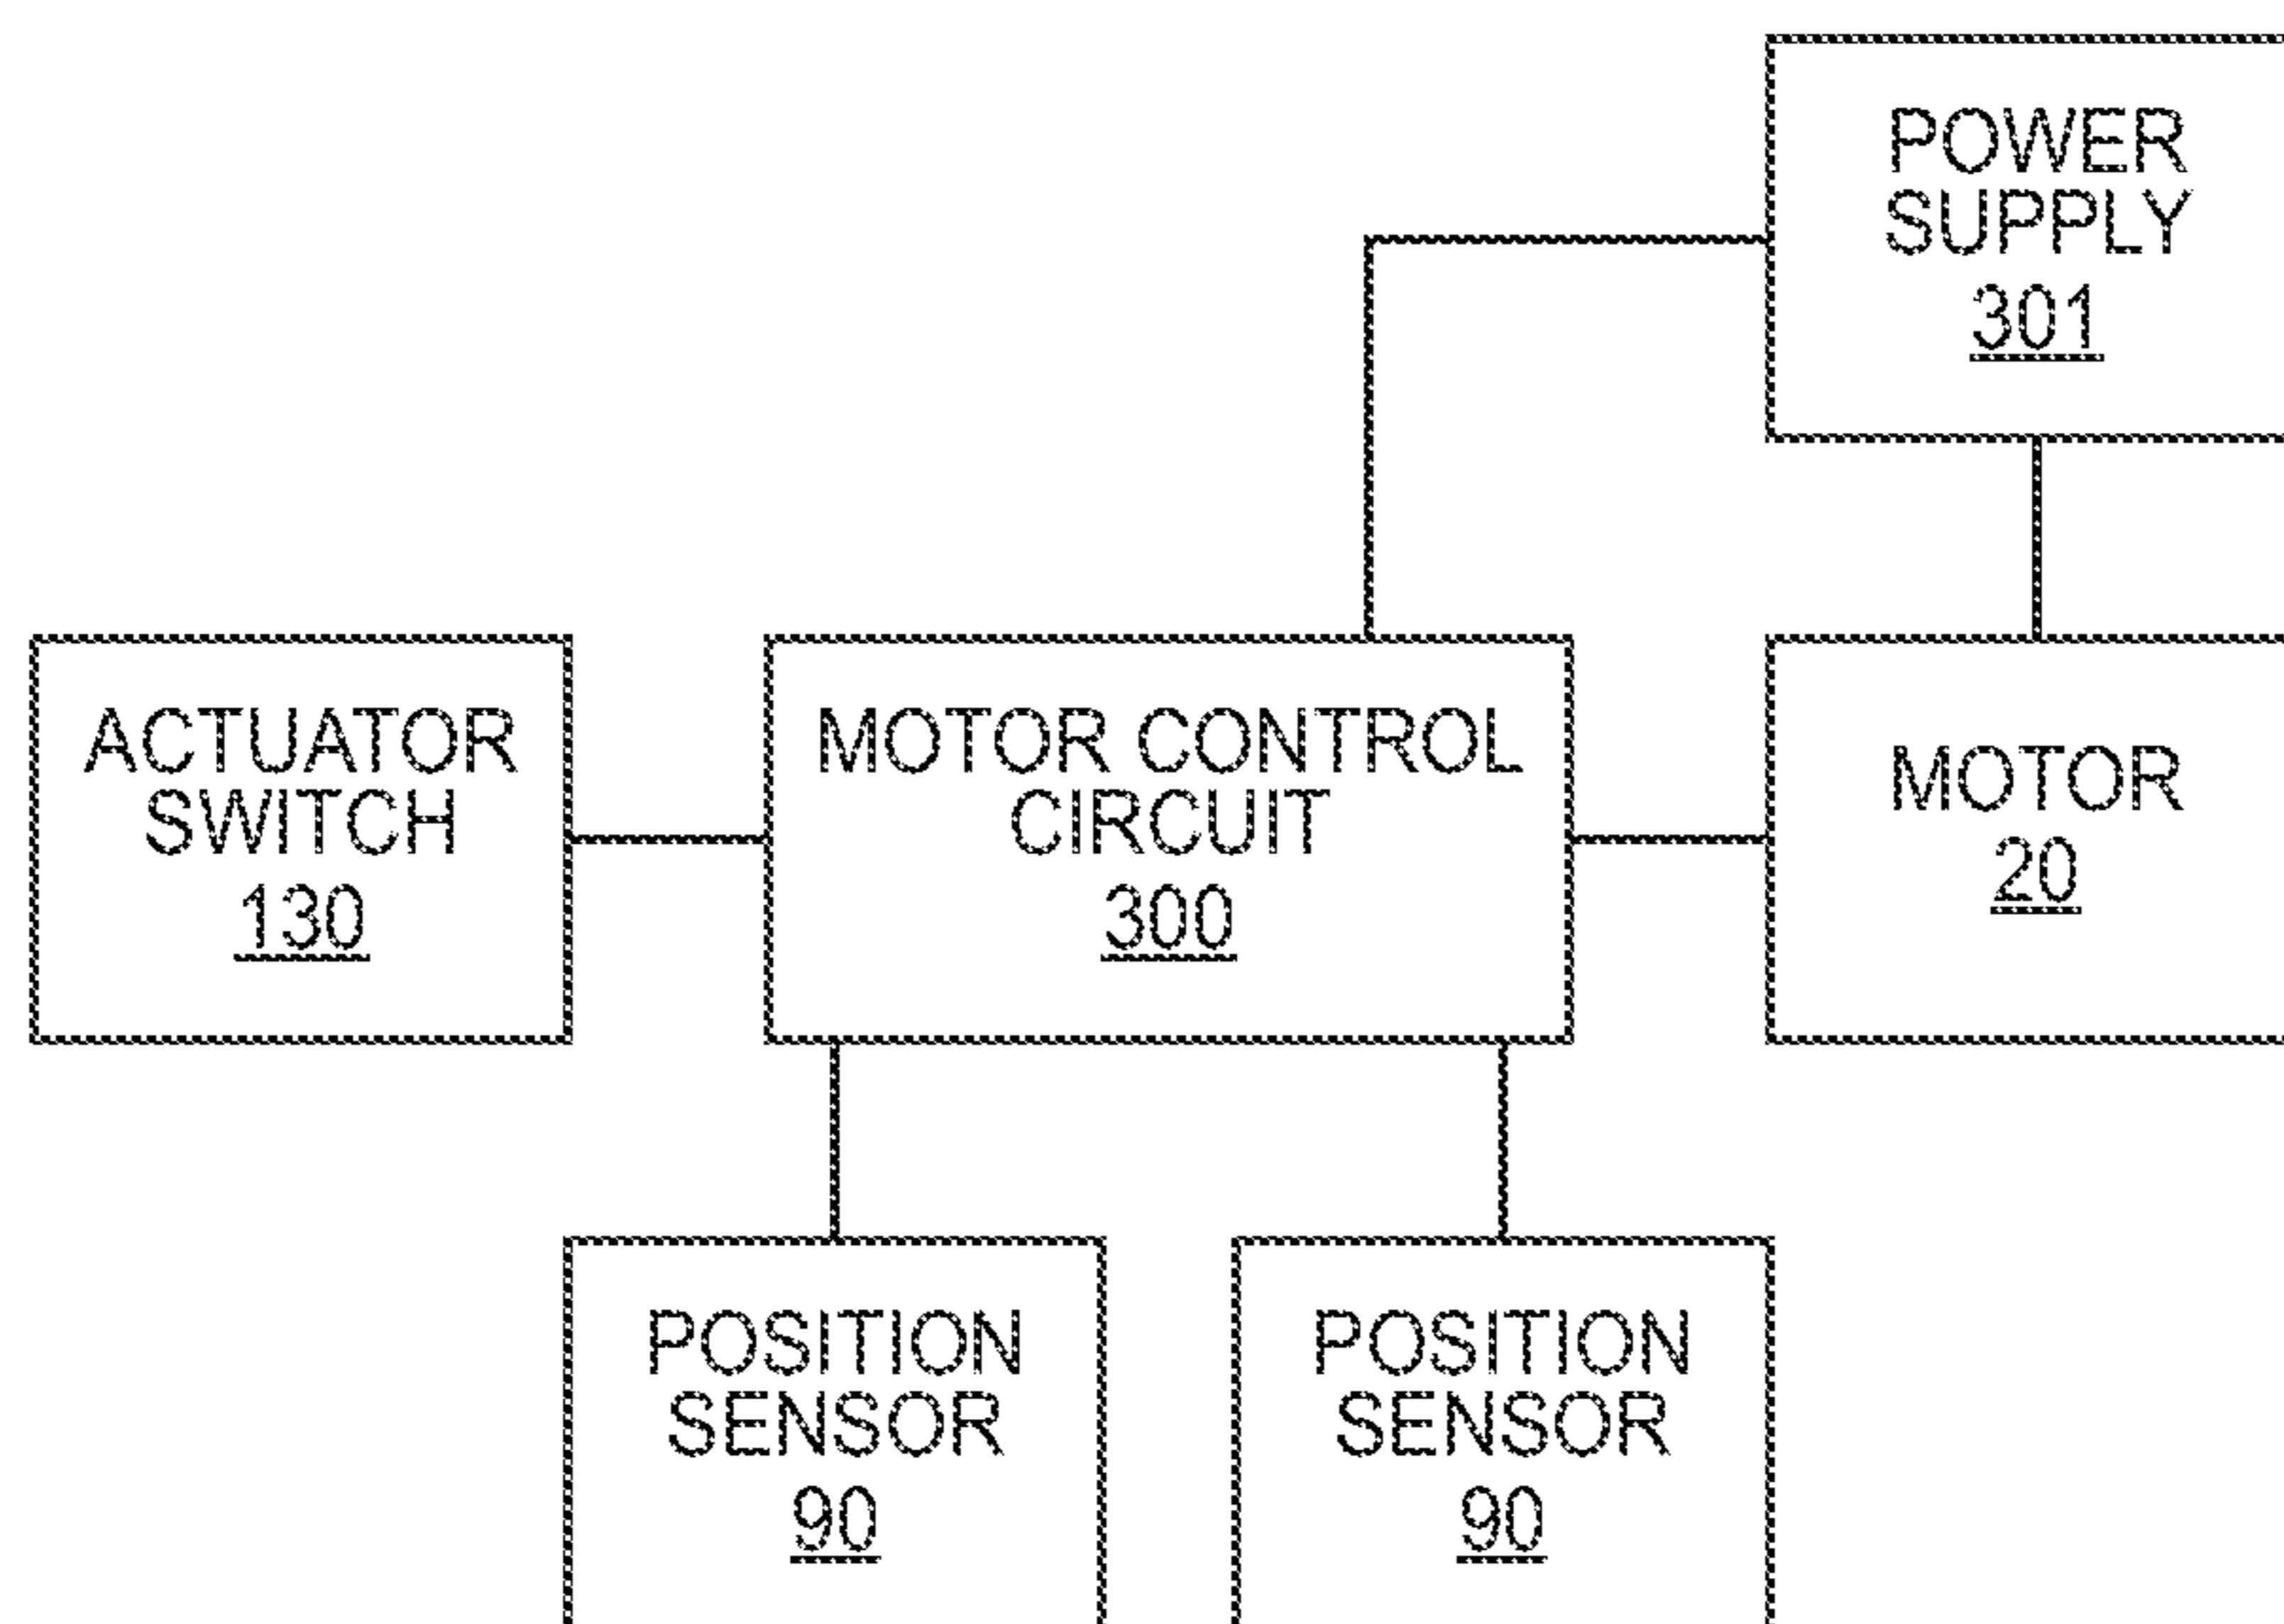 POWER
SUPPLY
301
ACTUATOR
SWITCH
130
MOTOR CONTROL
CIRCUIT
300
MOTOR
20
POSITION
SENSOR
90
POSITION
SENSOR
90